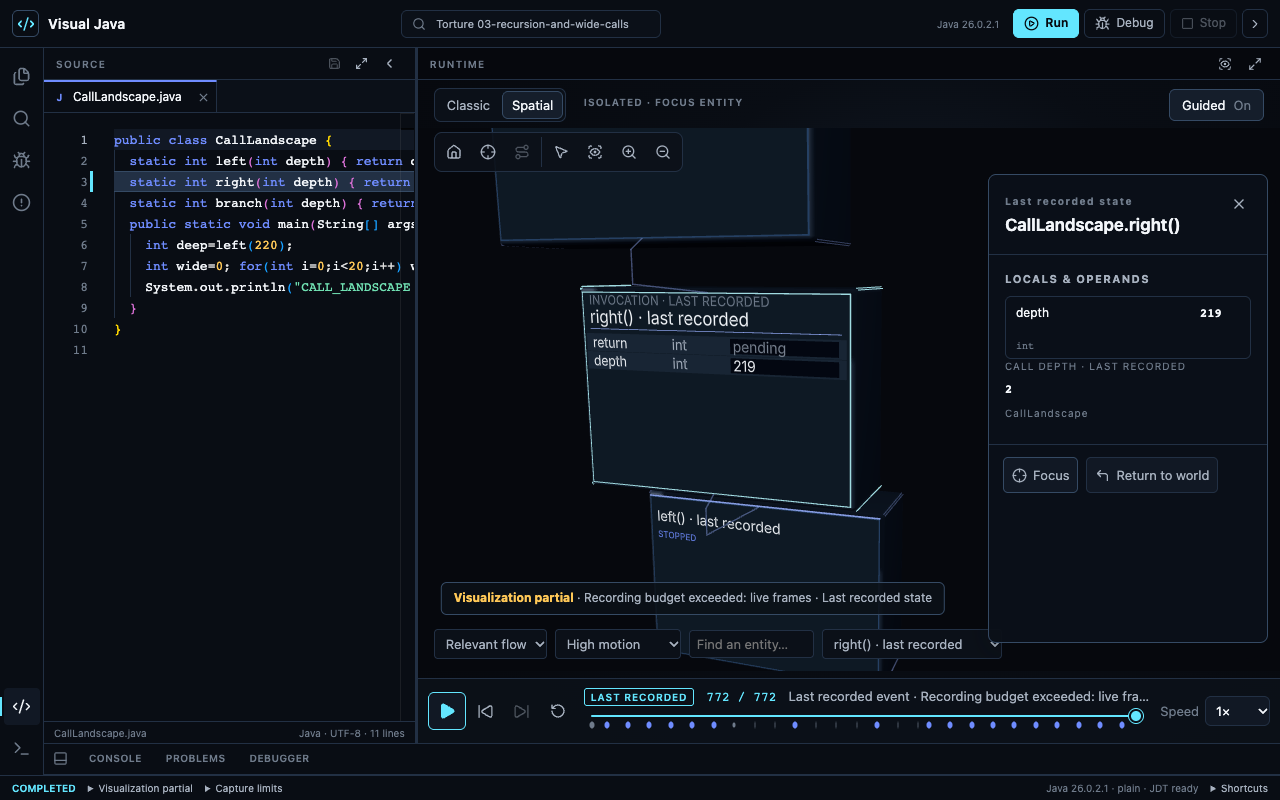 Visual Java
Torture 03-recursion-and-wide-calls
Java 26.0.2.1
Run
Debug
Stop
SOURCE
J CallLandscape.java
1 public class CallLandscape {
2 static int left(int depth) { return
3 static int right(int depth) { return
4 static int branch(int depth) { return
5 public static void main(String[] args
6 int deep=left(220);
7 int wide=0; for(int i=0;i<20;i++)
8 System.out.println("CALL_LANDSCAPE
9 }
10 }
11
CallLandscape.java
Java · UTF-8 · 11 lines
RUNTIME
Classic
Spatial
ISOLATED · FOCUS ENTITY
Guided On
INVOCATION · LAST RECORDED
right() · last recorded
return int pending
depth int 219
left() · last recorded
STOPPED
Last recorded state
CallLandscape.right()
LOCALS & OPERANDS
depth 219
int
CALL DEPTH · LAST RECORDED
2
CallLandscape
Focus
Return to world
Visualization partial · Recording budget exceeded: live frames · Last recorded state
Relevant flow
High motion
Find an entity...
right() · last recorded
LAST RECORDED
772 / 772
Last recorded event · Recording budget exceeded: live fra...
Speed
1×
CONSOLE
PROBLEMS
DEBUGGER
COMPLETED
Visualization partial
Capture limits
Java 26.0.2.1 · plain · JDT ready
Shortcuts